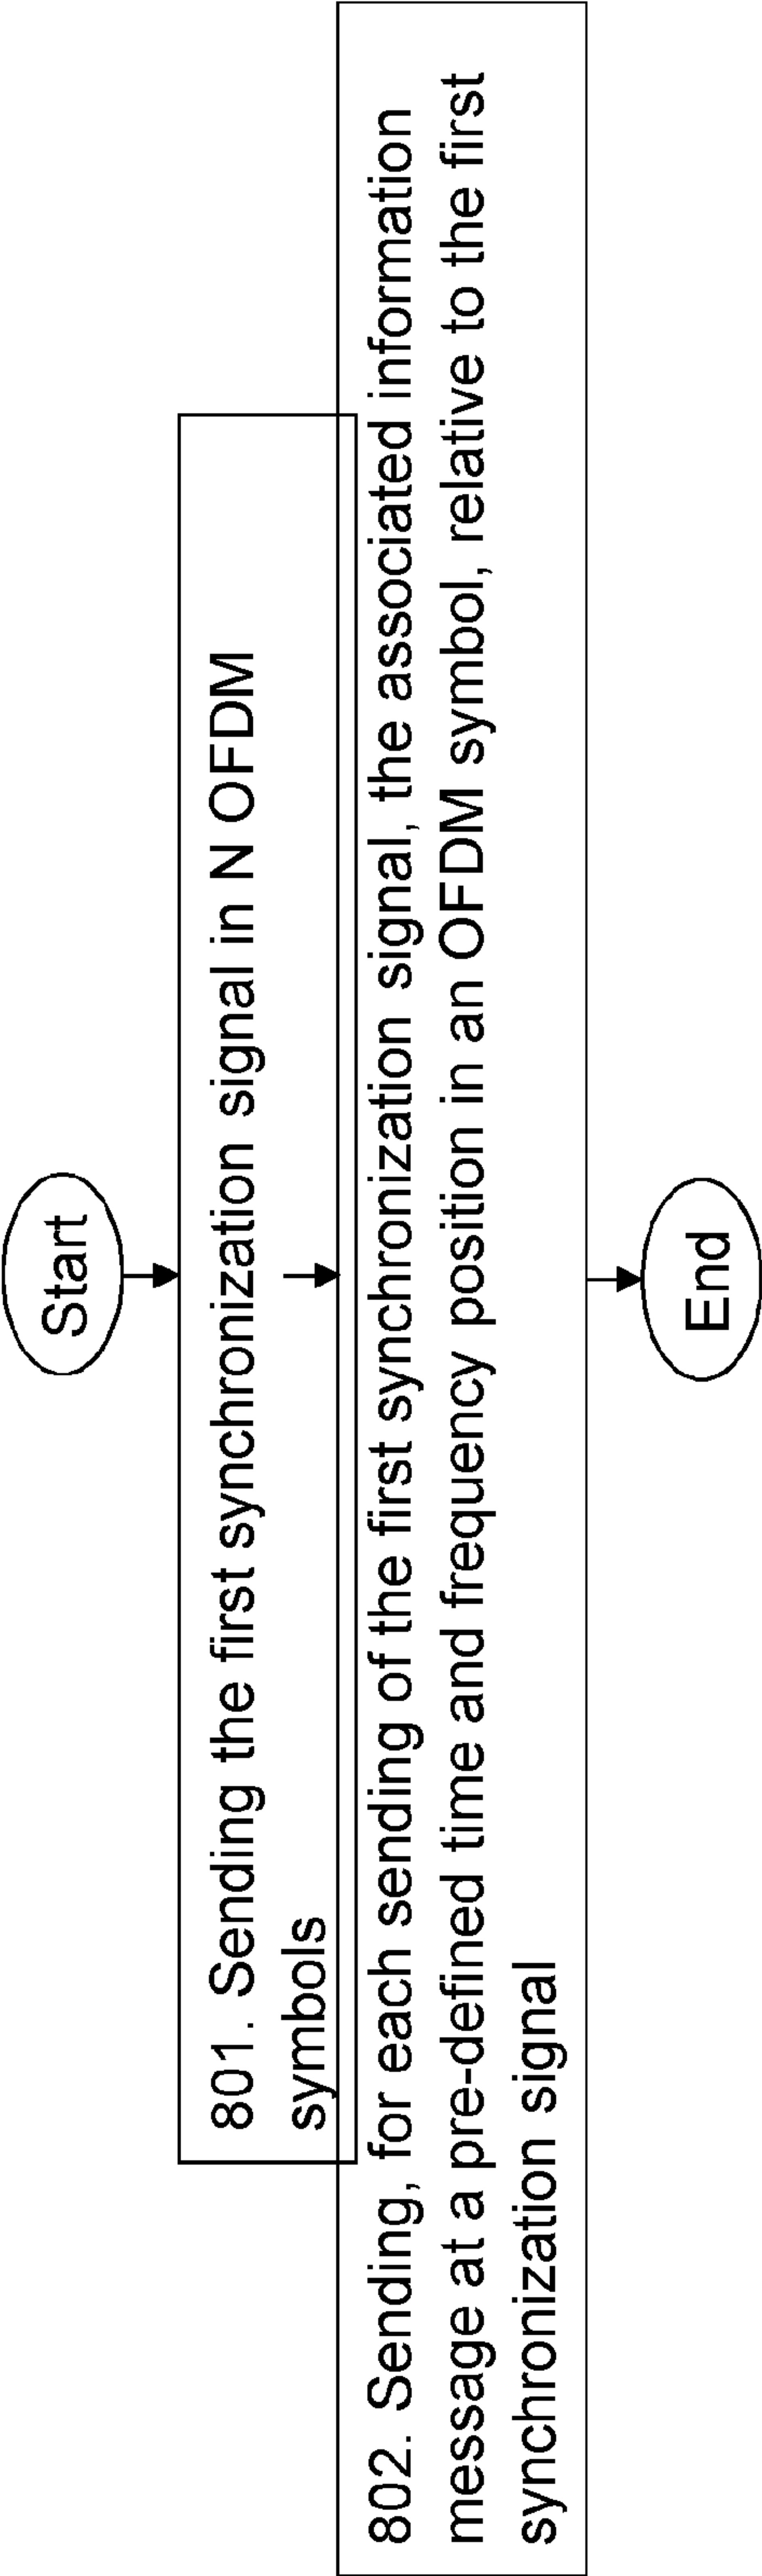 Start
801. Sending the first synchronization signal in N OFDM
symbols
802. Sending, for each sending of the first synchronization signal, the associated information
message at a pre-defined time and frequency position in an OFDM symbol, relative to the first
synchronization signal
End